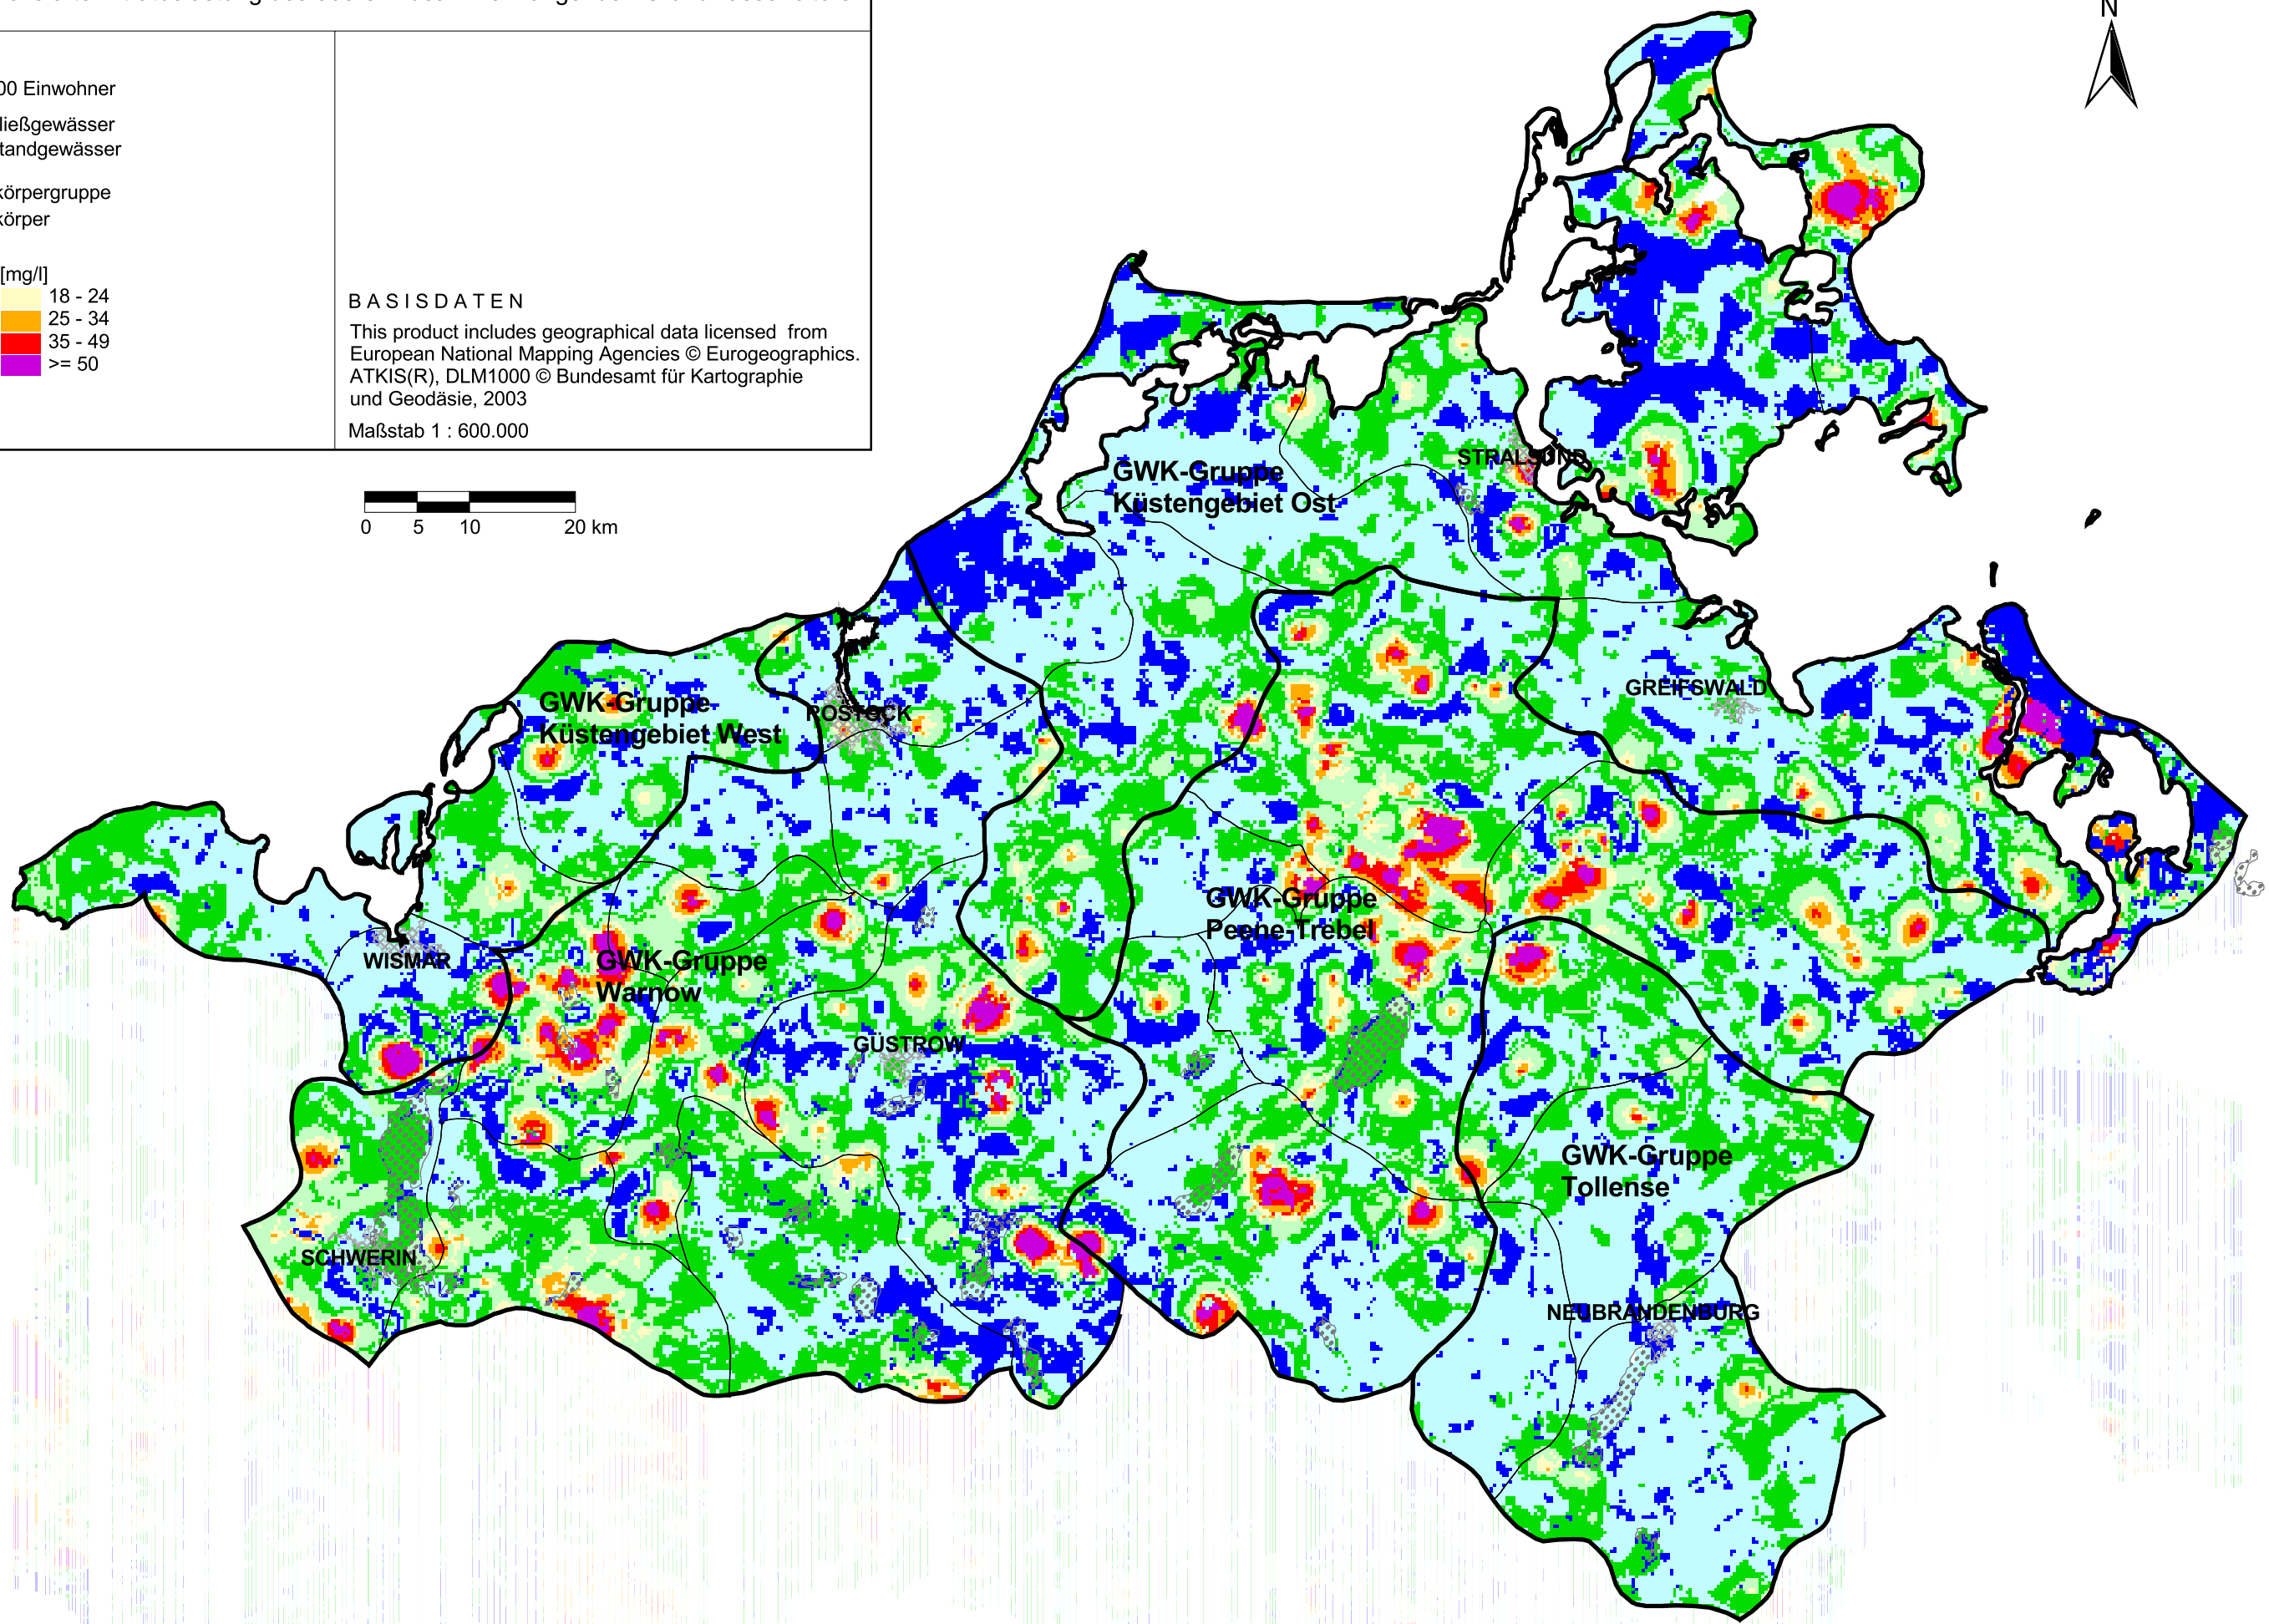 N
00 Einwohner
ließgewässer
tandgewässer
körpergruppe
körper
[mg/l]
18 - 24
25 - 34
35 - 49
>= 50
BASISDATEN
This product includes geographical data licensed from
European National Mapping Agencies © Eurogeographics.
ATKIS(R), DLM1000 © Bundesamt für Kartographie
und Geodäsie, 2003
Maßstab 1 : 600.000
0 5 10 20 km
GWK-Gruppe
Küstengebiet Ost
STRALSUND
GREIFSWALD
GWK-Gruppe
Küstengebiet West
ROSTOCK
GWK-Gruppe
Peene-Trebel
WISMAR
GWK-Gruppe
Warnow
GÜSTROW
GWK-Gruppe
Tollense
SCHWERIN
NEUBRANDENBURG